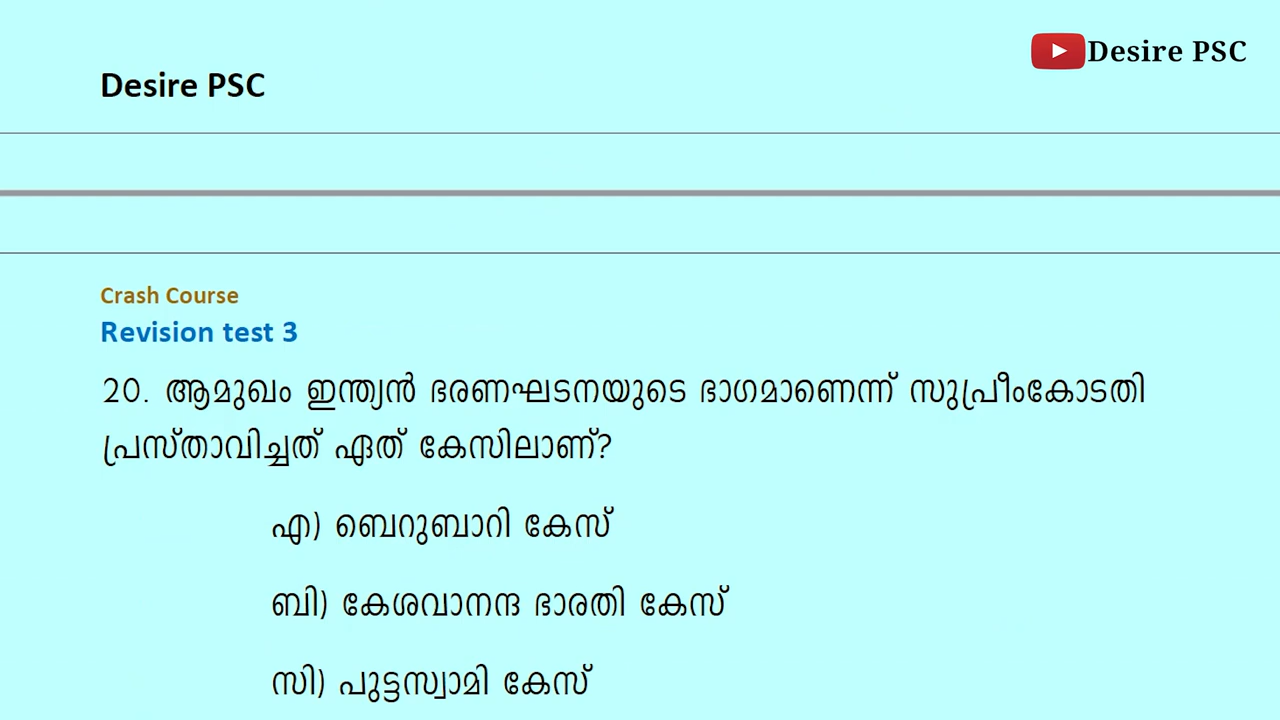 Desire PSC
Desire PSC
Crash Course
Revision test 3
20. ആമുഖം ഇന്ത്യൻ ഭരണഘടനയുടെ ഭാഗമാണെന്ന് സുപ്രീംകോടതി
പ്രസ്താവിച്ചത് ഏത് കേസിലാണ്?
എ) ബെറുബാറി കേസ്
ബി) കേശവാനന്ദ ഭാരതി കേസ്
സി) പുട്ടസ്വാമി കേസ്